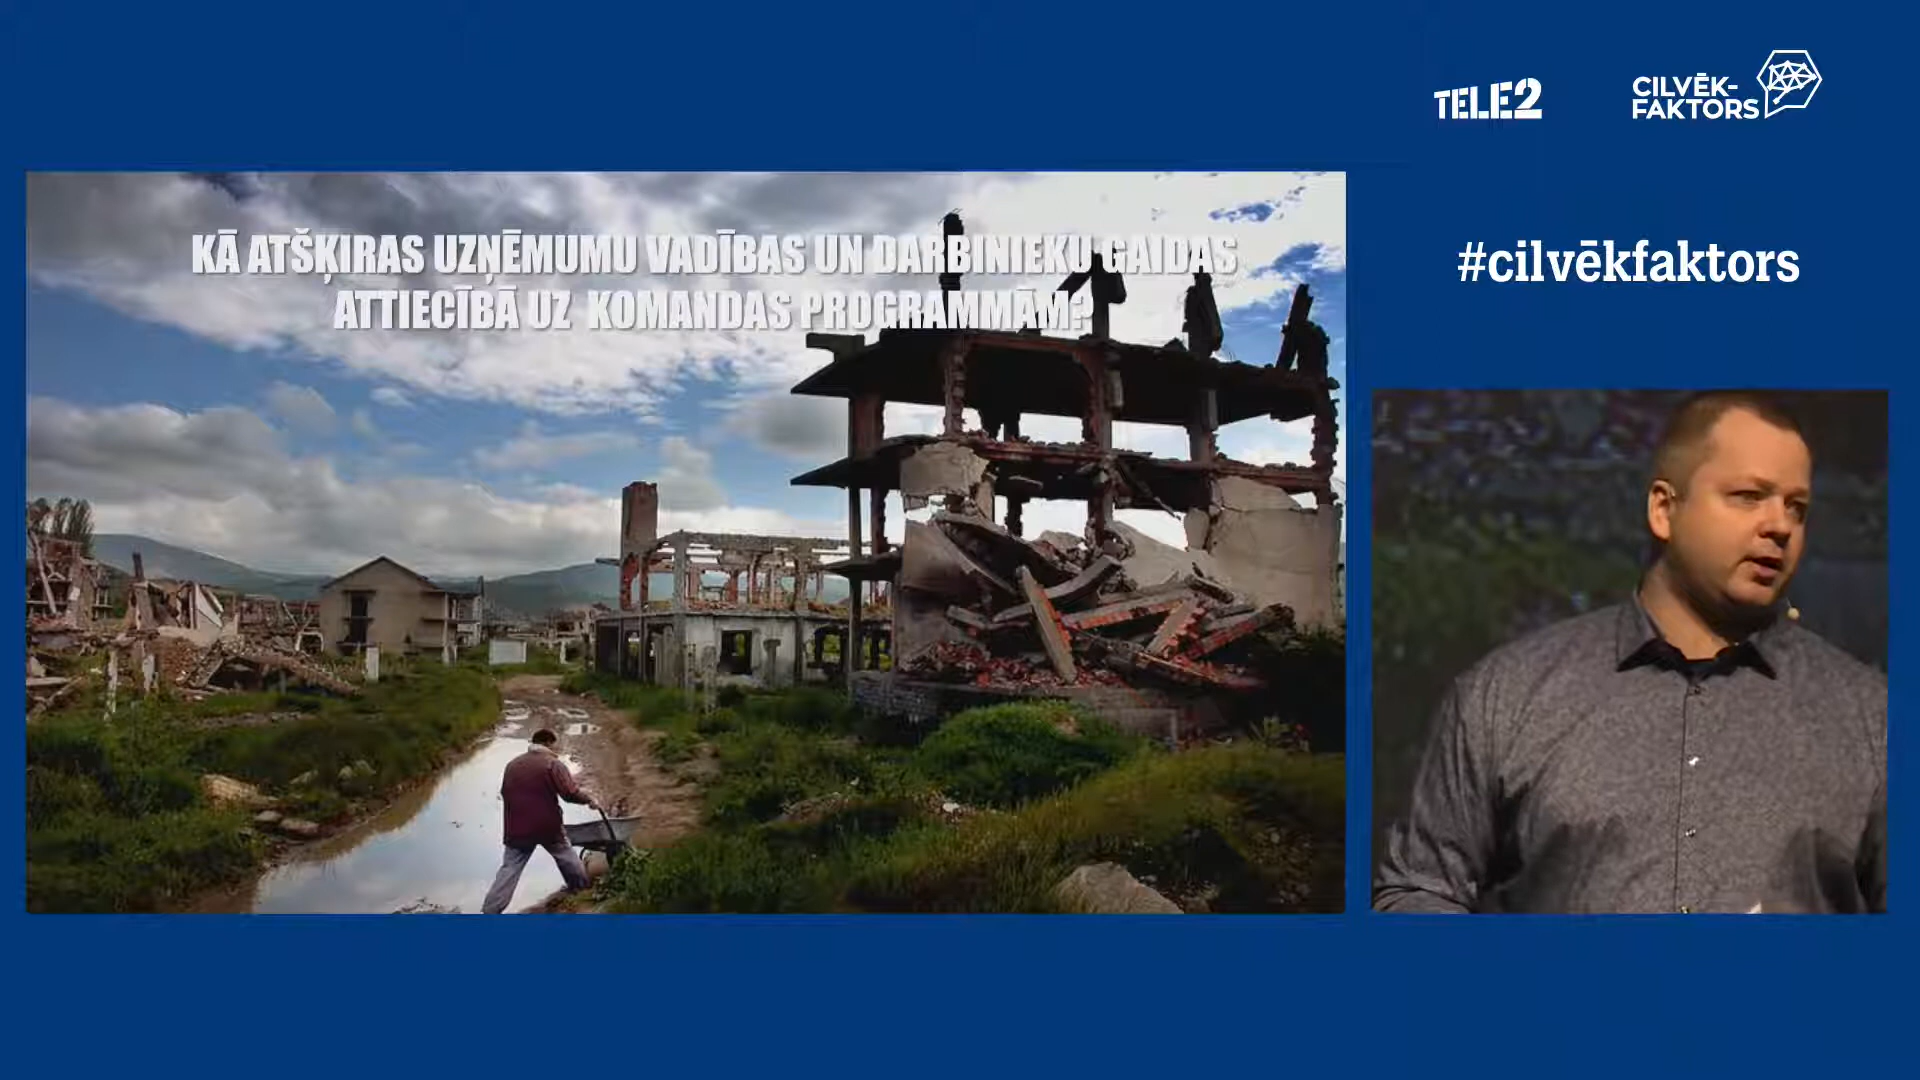 TELE2
CILVĒK-
FAKTORS
KĀ ATŠĶIRAS UZŅĒMUMU VADĪBAS UN DARBINIEKU GAIDAS
ATTIECĪBĀ UZ KOMANDAS PROGRAMMĀM?
#cilvēkfaktors